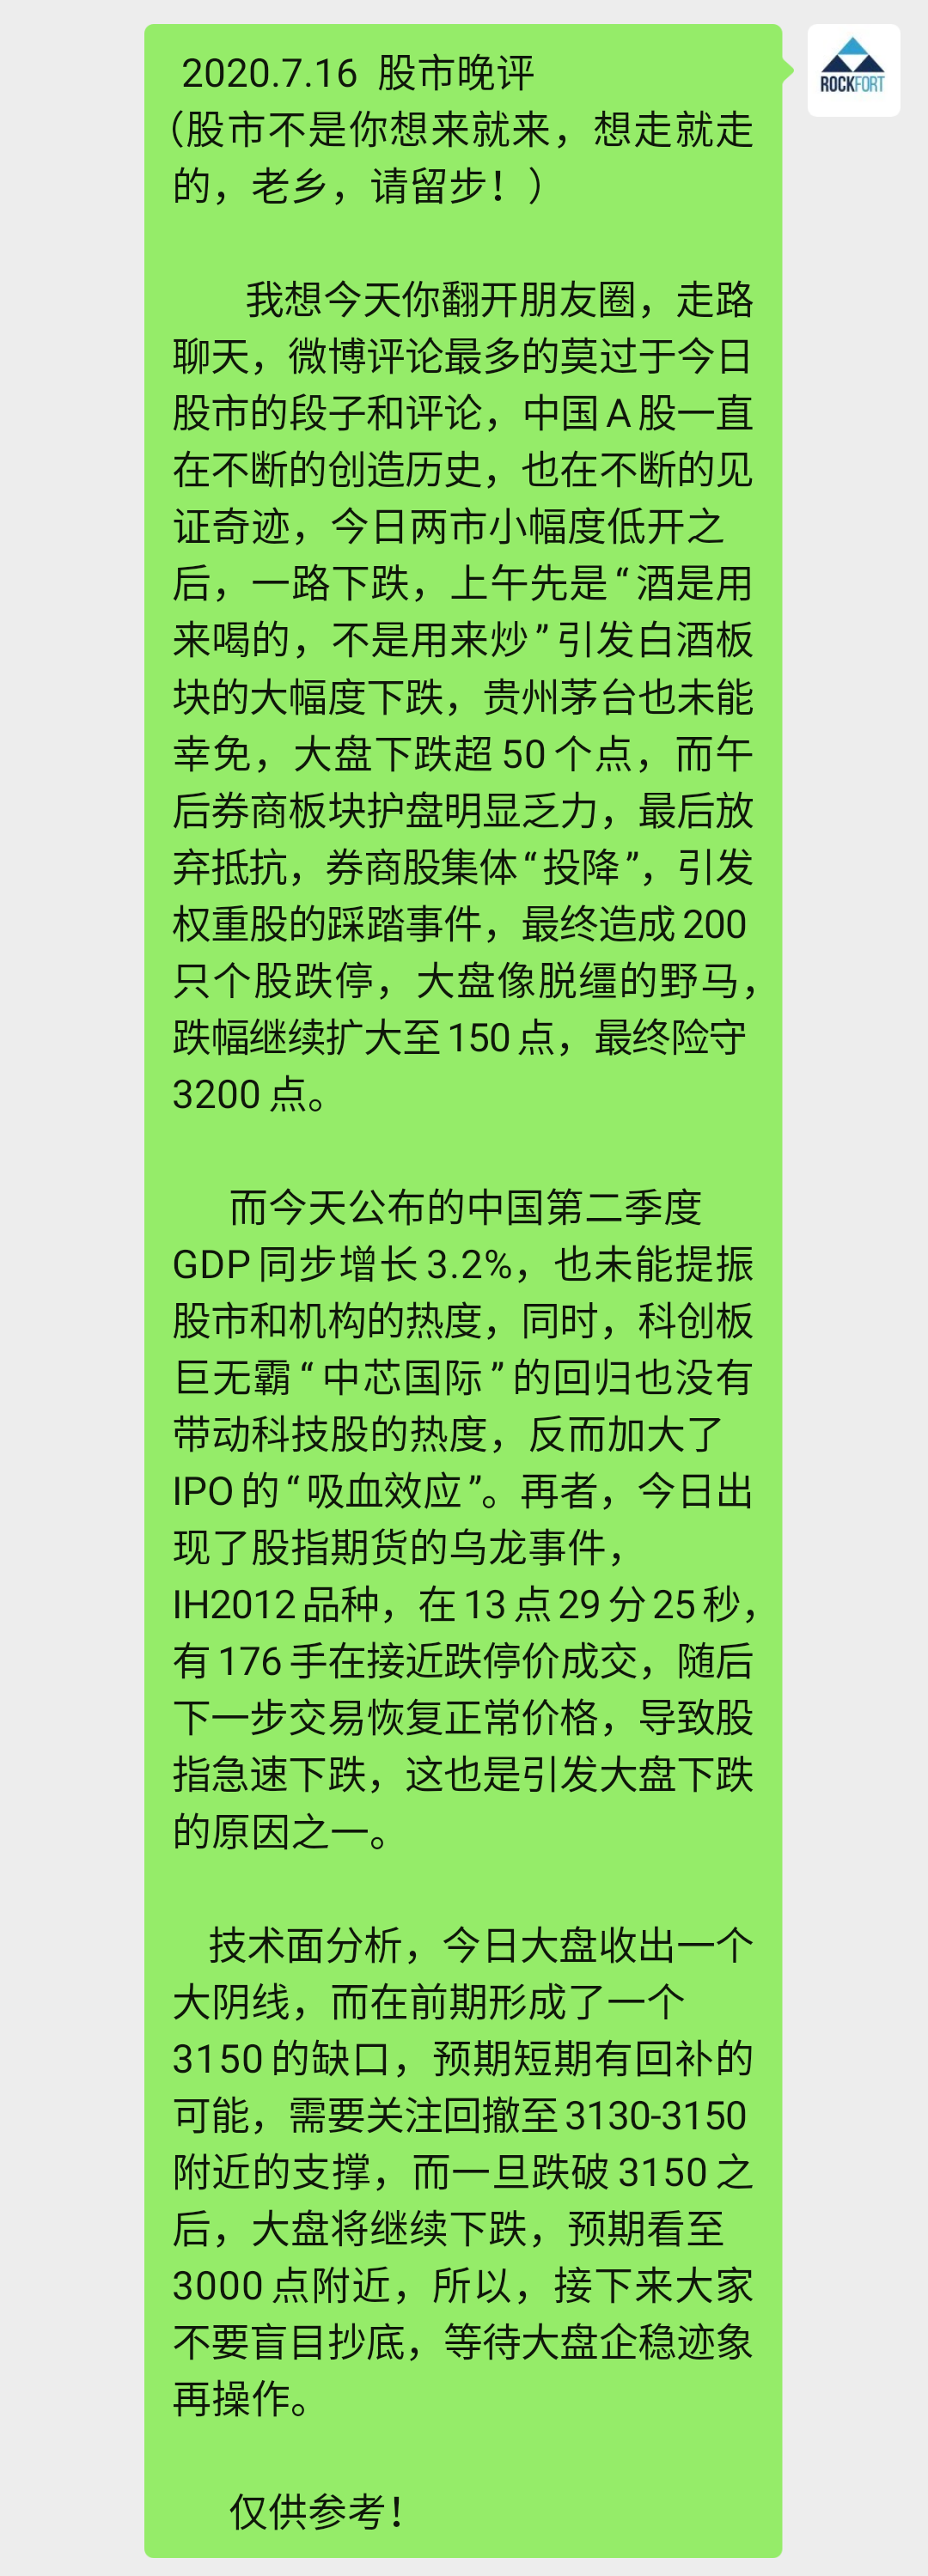 2020.7.16 股市晚评
ROCKFORT
（股市不是你想来就来，想走就走
的，老乡，请留步！）
我想今天你翻开朋友圈，走路
聊天，微博评论最多的莫过于今日
股市的段子和评论，中国A股一直
在不断的创造历史，也在不断的见
证奇迹，今日两市小幅度低开之
后，一路下跌，上午先是“酒是用
来喝的，不是用来炒”引发白酒板
块的大幅度下跌，贵州茅台也未能
幸免，大盘下跌超50个点，而午
后券商板块护盘明显乏力，最后放
弃抵抗，券商股集体“投降”，引发
权重股的踩踏事件，最终造成200
只个股跌停，大盘像脱缰的野马，
跌幅继续扩大至150点，最终险守
3200点。
而今天公布的中国第二季度
GDP同步增长3.2%，也未能提振
股市和机构的热度，同时，科创板
巨无霸“中芯国际”的回归也没有
带动科技股的热度，反而加大了
IPO的“吸血效应”。再者，今日出
现了股指期货的乌龙事件，
IH2012品种，在13点29分25秒，
有176手在接近跌停价成交，随后
下一步交易恢复正常价格，导致股
指急速下跌，这也是引发大盘下跌
的原因之一。
技术面分析，今日大盘收出一个
大阴线，而在前期形成了一个
3150的缺口，预期短期有回补的
可能，需要关注回撤至3130-3150
附近的支撑，而一旦跌破3150之
后，大盘将继续下跌，预期看至
3000点附近，所以，接下来大家
不要盲目抄底，等待大盘企稳迹象
再操作。
仅供参考！